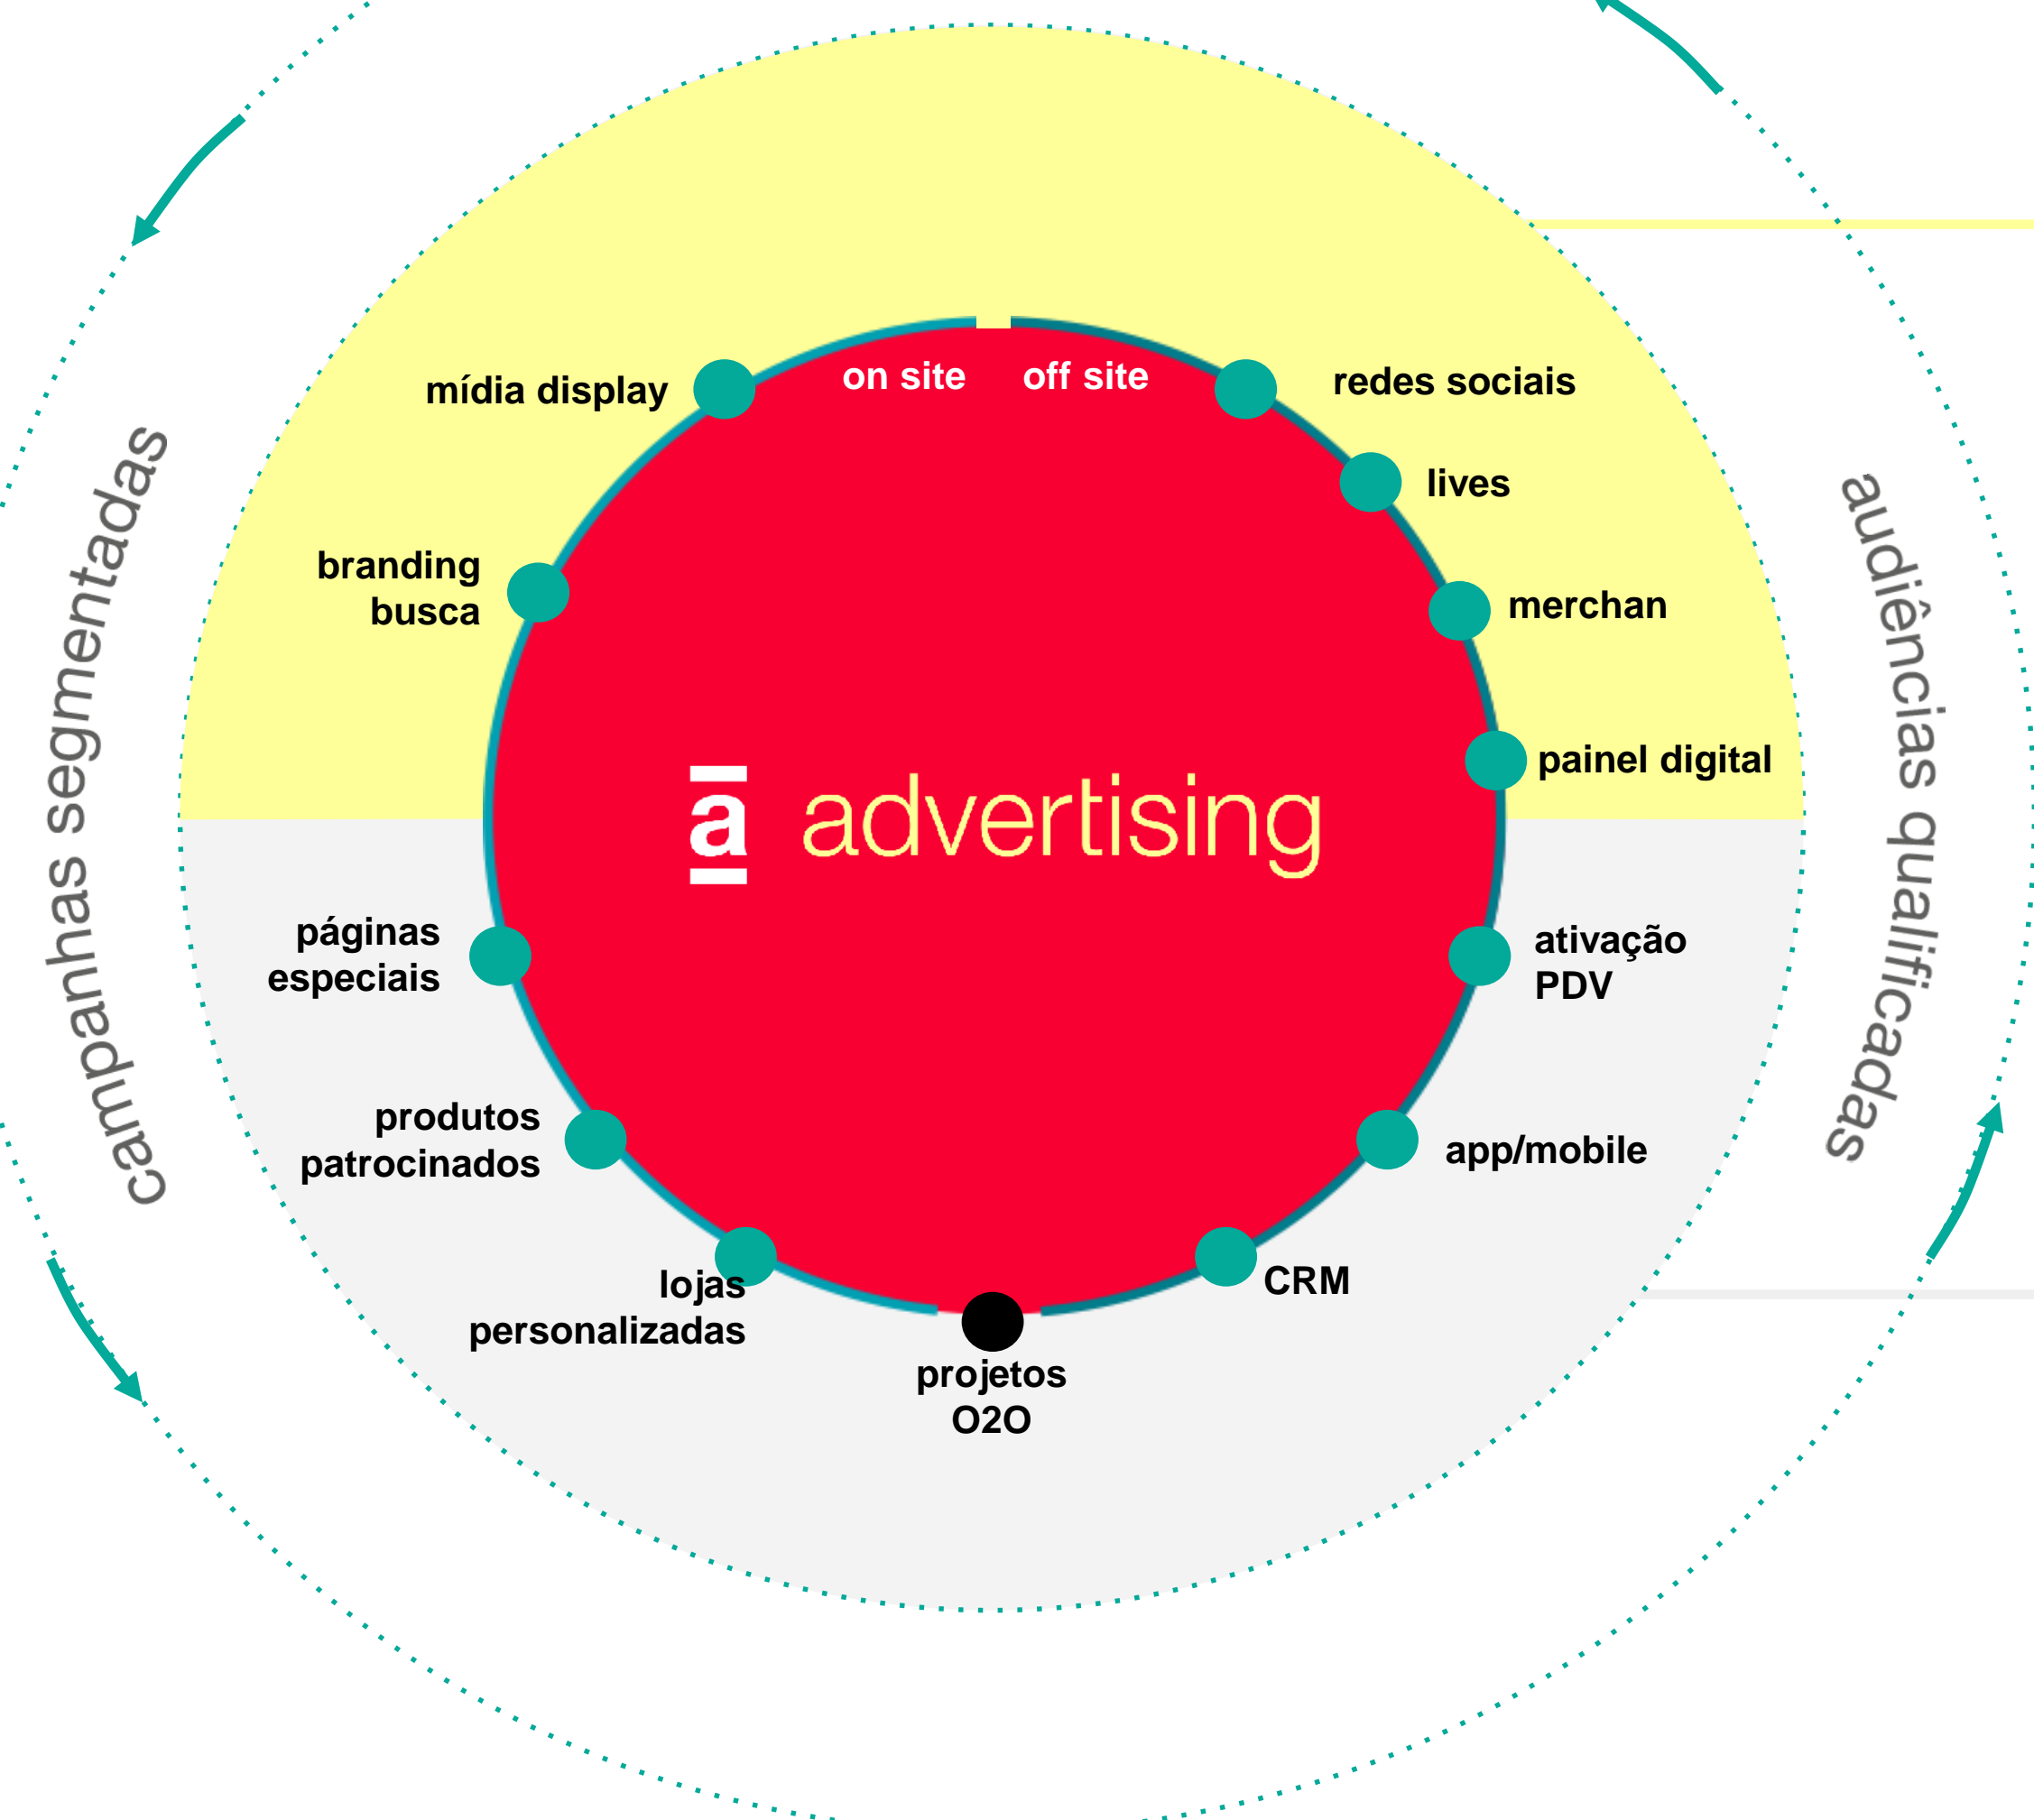 on site
off site
mídia display
redes sociais
lives
branding
busca
merchan
painel digital
a advertising
páginas
especiais
ativação
PDV
produtos
patrocinados
app/mobile
lojas
personalizadas
CRM
projetos
O2O
campanhas segmentadas
audiências qualificadas